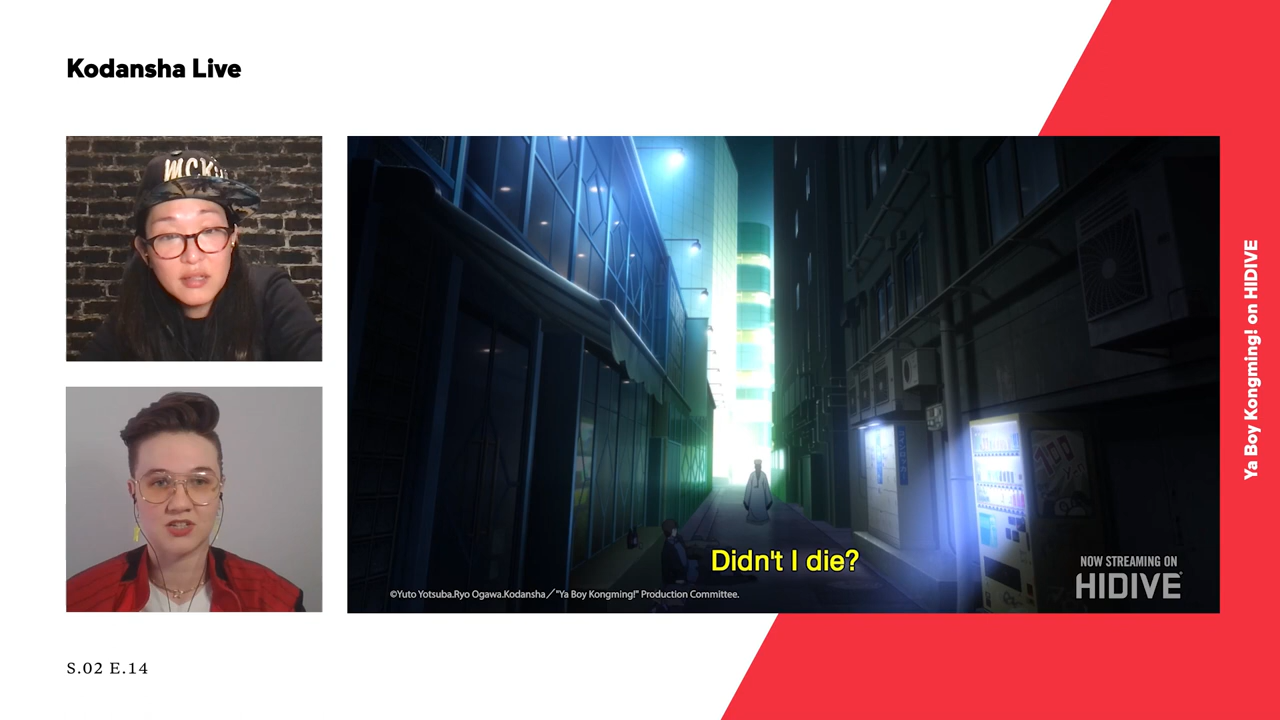 Kodansha Live
Didn't I die?
©Yuto Yotsuba.Ryo Ogawa.Kodansha／"Ya Boy Kongming!" Production Committee.
NOW STREAMING ON
HIDIVE
Ya Boy Kongming! on HIDIVE
S.02 E.14